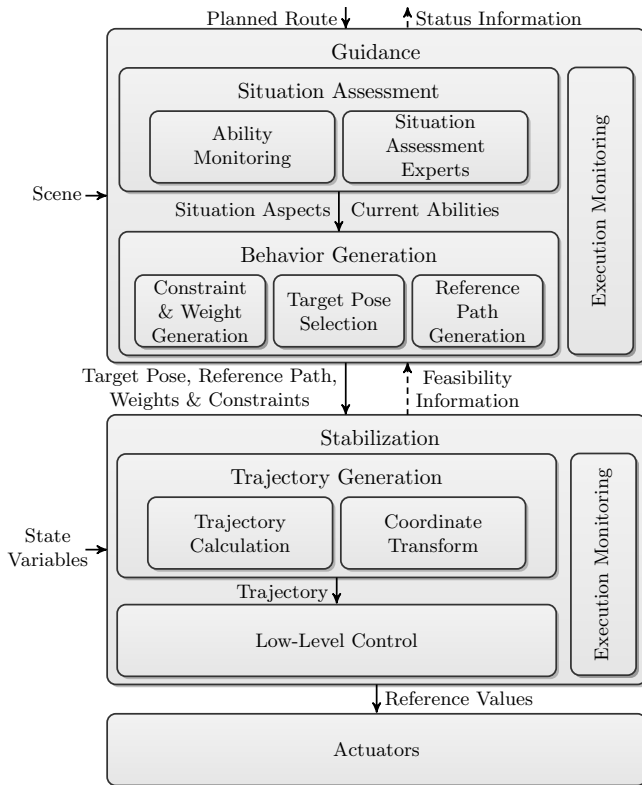 Planned Route
Status Information
Guidance
Situation Assessment
Ability
Monitoring
Situation
Assessment
Experts
Execution Monitoring
Scene
Situation Aspects
Current Abilities
Behavior Generation
Constraint
& Weight
Generation
Target Pose
Selection
Reference
Path
Generation
Target Pose, Reference Path,
Weights & Constraints
Feasibility
Information
Stabilization
Trajectory Generation
Trajectory
Calculation
Coordinate
Transform
Execution Monitoring
State
Variables
Trajectory
Low-Level Control
Reference Values
Actuators